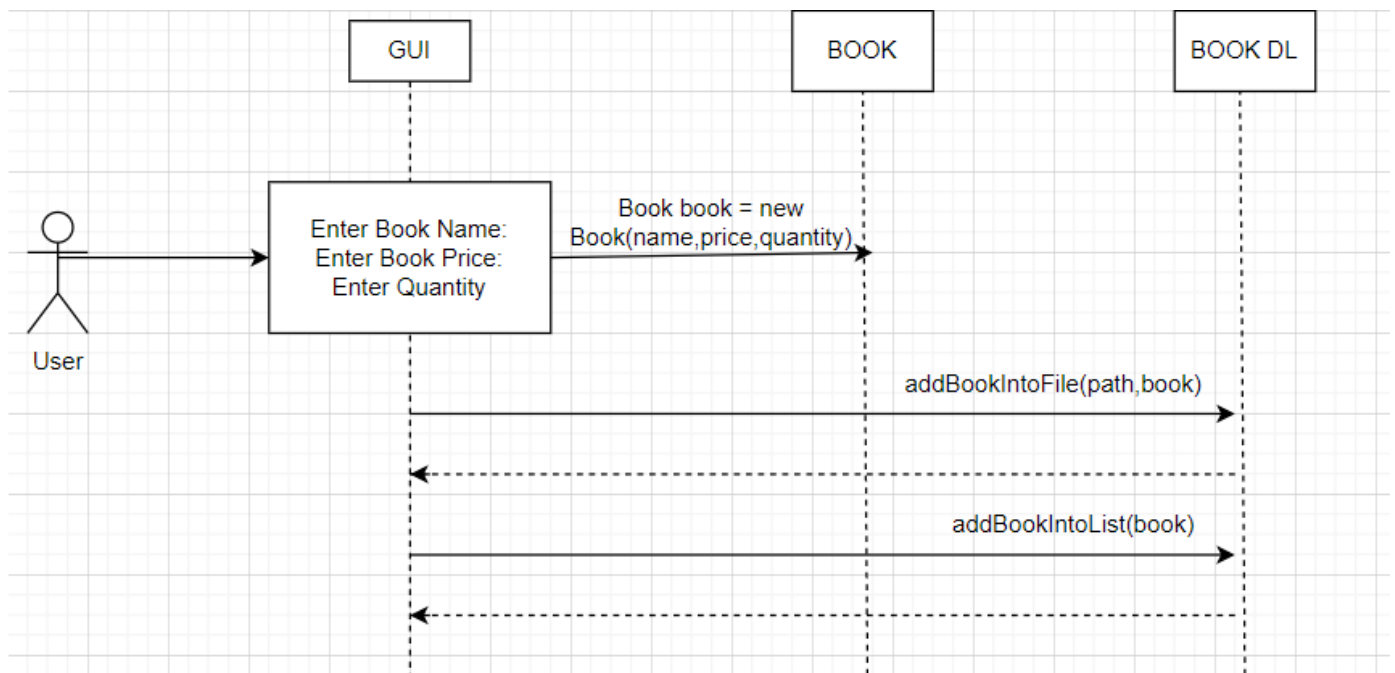 GUI
BOOK
BOOK DL
Enter Book Name:
Enter Book Price:
Enter Quantity
Book book = new
Book(name,price,quantity)
User
addBookIntoFile(path,book)
addBookIntoList(book)